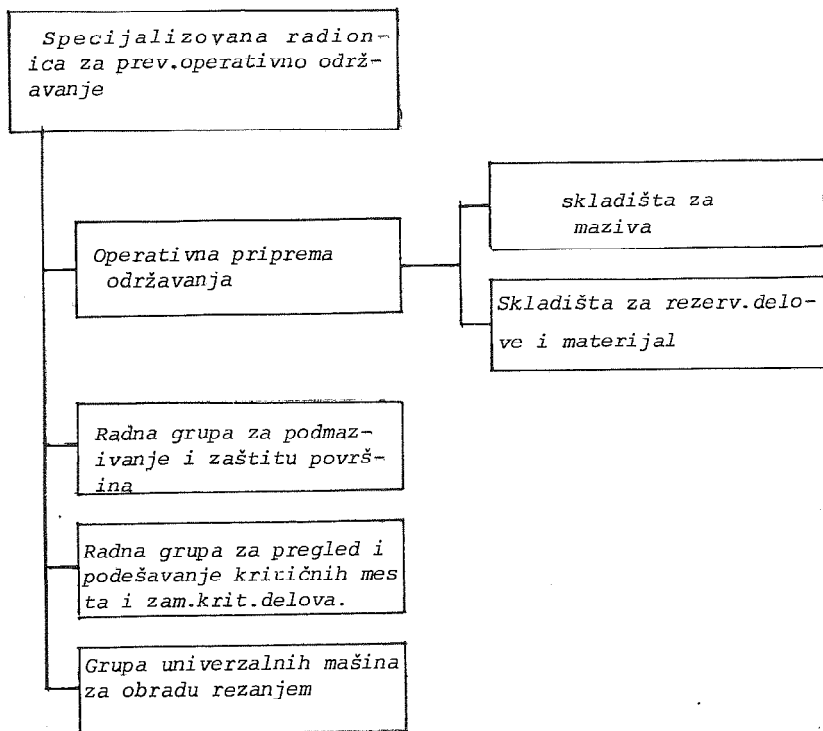 Specijalizovana radion-
ica za prev.operativno održ-
avanje
skladišta za
maziva
Operativna priprema
održavanja
Skladišta za rezerv.delo-
ve i materijal
Radna grupa za podmaz-
ivanje i zaštitu površ-
ina
Radna grupa za pregled i
podešavanje kritičnih mes
ta i zam.krit.delova.
Grupa univerzalnih mašina
za obradu rezanjem